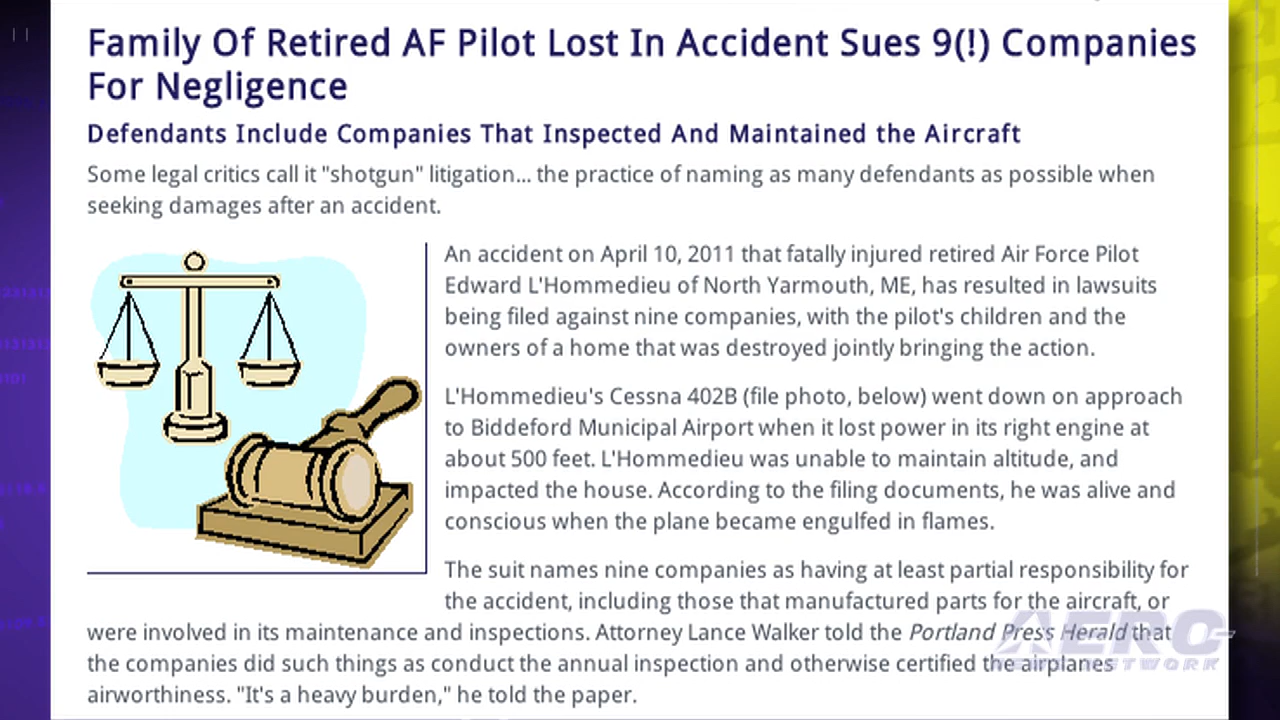 Family Of Retired AF Pilot Lost In Accident Sues 9(!) Companies
For Negligence
Defendants Include Companies That Inspected And Maintained the Aircraft
Some legal critics call it "shotgun" litigation... the practice of naming as many defendants as possible when
seeking damages after an accident.
An accident on April 10, 2011 that fatally injured retired Air Force Pilot
Edward L'Hommedieu of North Yarmouth, ME, has resulted in lawsuits
being filed against nine companies, with the pilot's children and the
owners of a home that was destroyed jointly bringing the action.
L'Hommedieu's Cessna 402B (file photo, below) went down on approach
to Biddeford Municipal Airport when it lost power in its right engine at
about 500 feet. L'Hommedieu was unable to maintain altitude, and
impacted the house. According to the filing documents, he was alive and
conscious when the plane became engulfed in flames.
The suit names nine companies as having at least partial responsibility for
the accident, including those that manufactured parts for the aircraft, or
were involved in its maintenance and inspections. Attorney Lance Walker told the Portland Press Herald that
the companies did such things as conduct the annual inspection and otherwise certified the airplanes
airworthiness. "It's a heavy burden," he told the paper.
AERO
NEWS NETWORK